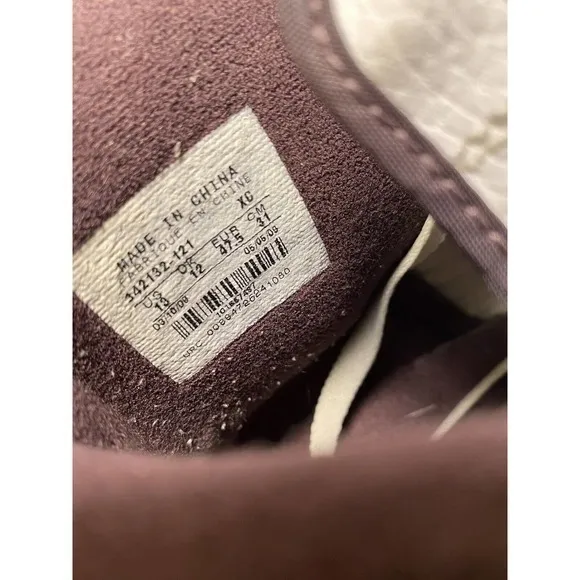 MADE IN CHINA
FABRIQUE EN CHINE
342132-121 XC
US UK EUR CM
13 12 47.5 31
03/10/09 05/06/09